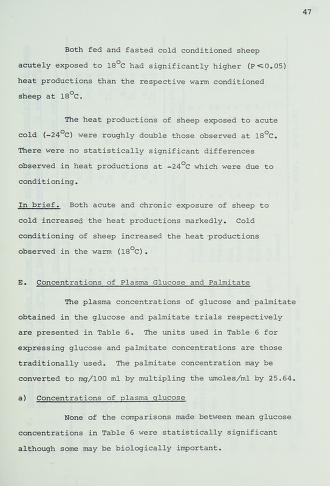 47
Both fed and fasted cold conditioned sheep
acutely exposed to 18°C had significantly higher (P<0.05)
heat productions than the respective warm conditioned
sheep at 18°C.
The heat productions of sheep exposed to acute
cold (-24°C) were roughly double those observed at 18°C.
There were no statistically significant differences
observed in heat productions at -24°C which were due to
conditioning.
In brief. Both acute and chronic exposure of sheep to
cold increased the heat productions markedly. Cold
conditioning of sheep increased the heat productions
observed in the warm (18°C).
E. Concentrations of Plasma Glucose and Palmitate
The plasma concentrations of glucose and palmitate
obtained in the glucose and palmitate trials respectively
are presented in Table 6. The units used in Table 6 for
expressing glucose and palmitate concentrations are those
traditionally used. The palmitate concentration may be
converted to mg/100 ml by multipling the umoles/ml by 25.64.
a) Concentrations of plasma glucose
None of the comparisons made between mean glucose
concentrations in Table 6 were statistically significant
although some may be biologically important.